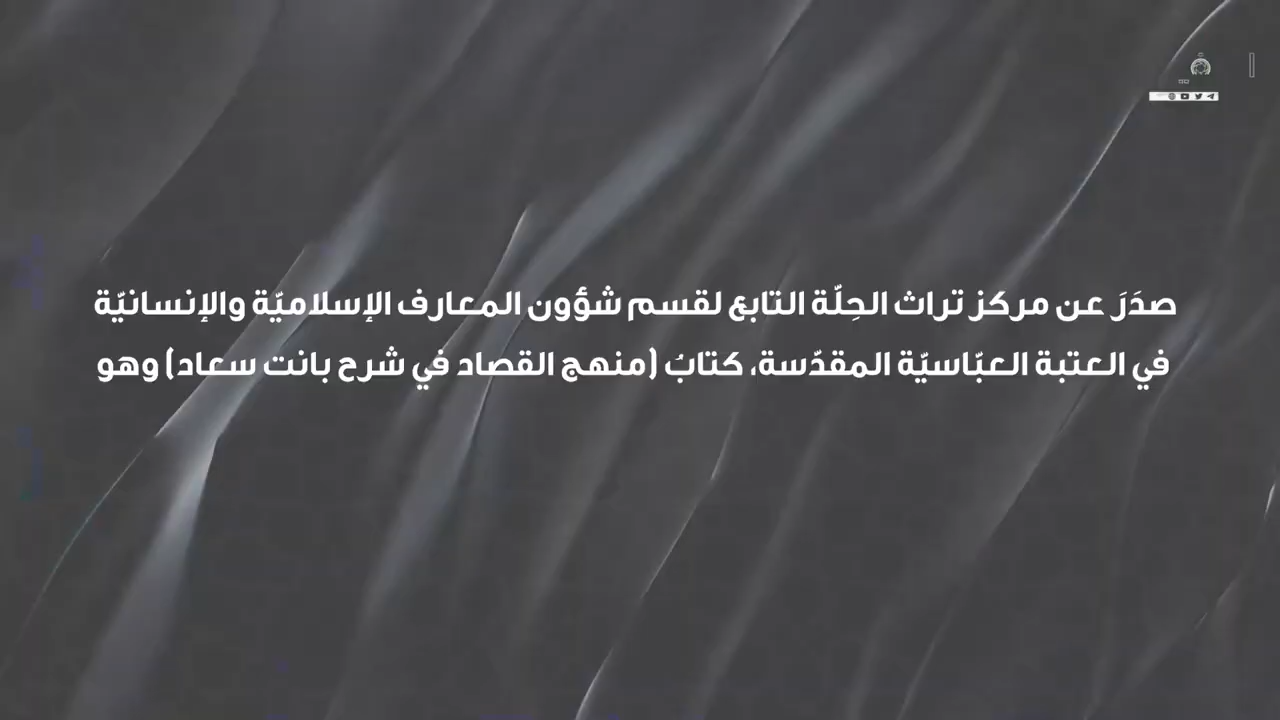 صدَرَ عن مركز تراث الحِلّة التابع لقسم شؤون المعارف الإسلاميّة والإنسانيّة
في العتبة العبّاسيّة المقدّسة، كتابُ (منهج القصاد في شرح بانت سعاد) وهو